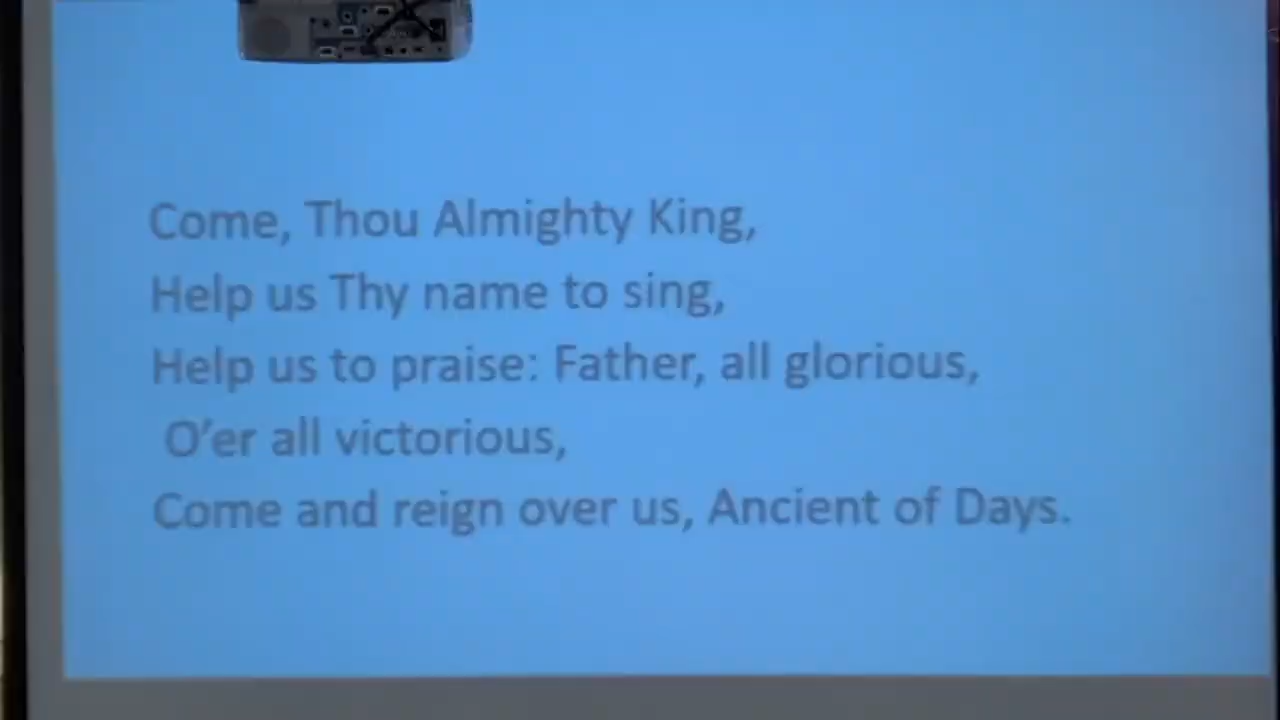 Come, Thou Almighty King,
Help us Thy name to sing,
Help us to praise: Father, all glorious,
O'er all victorious,
Come and reign over us, Ancient of Days.